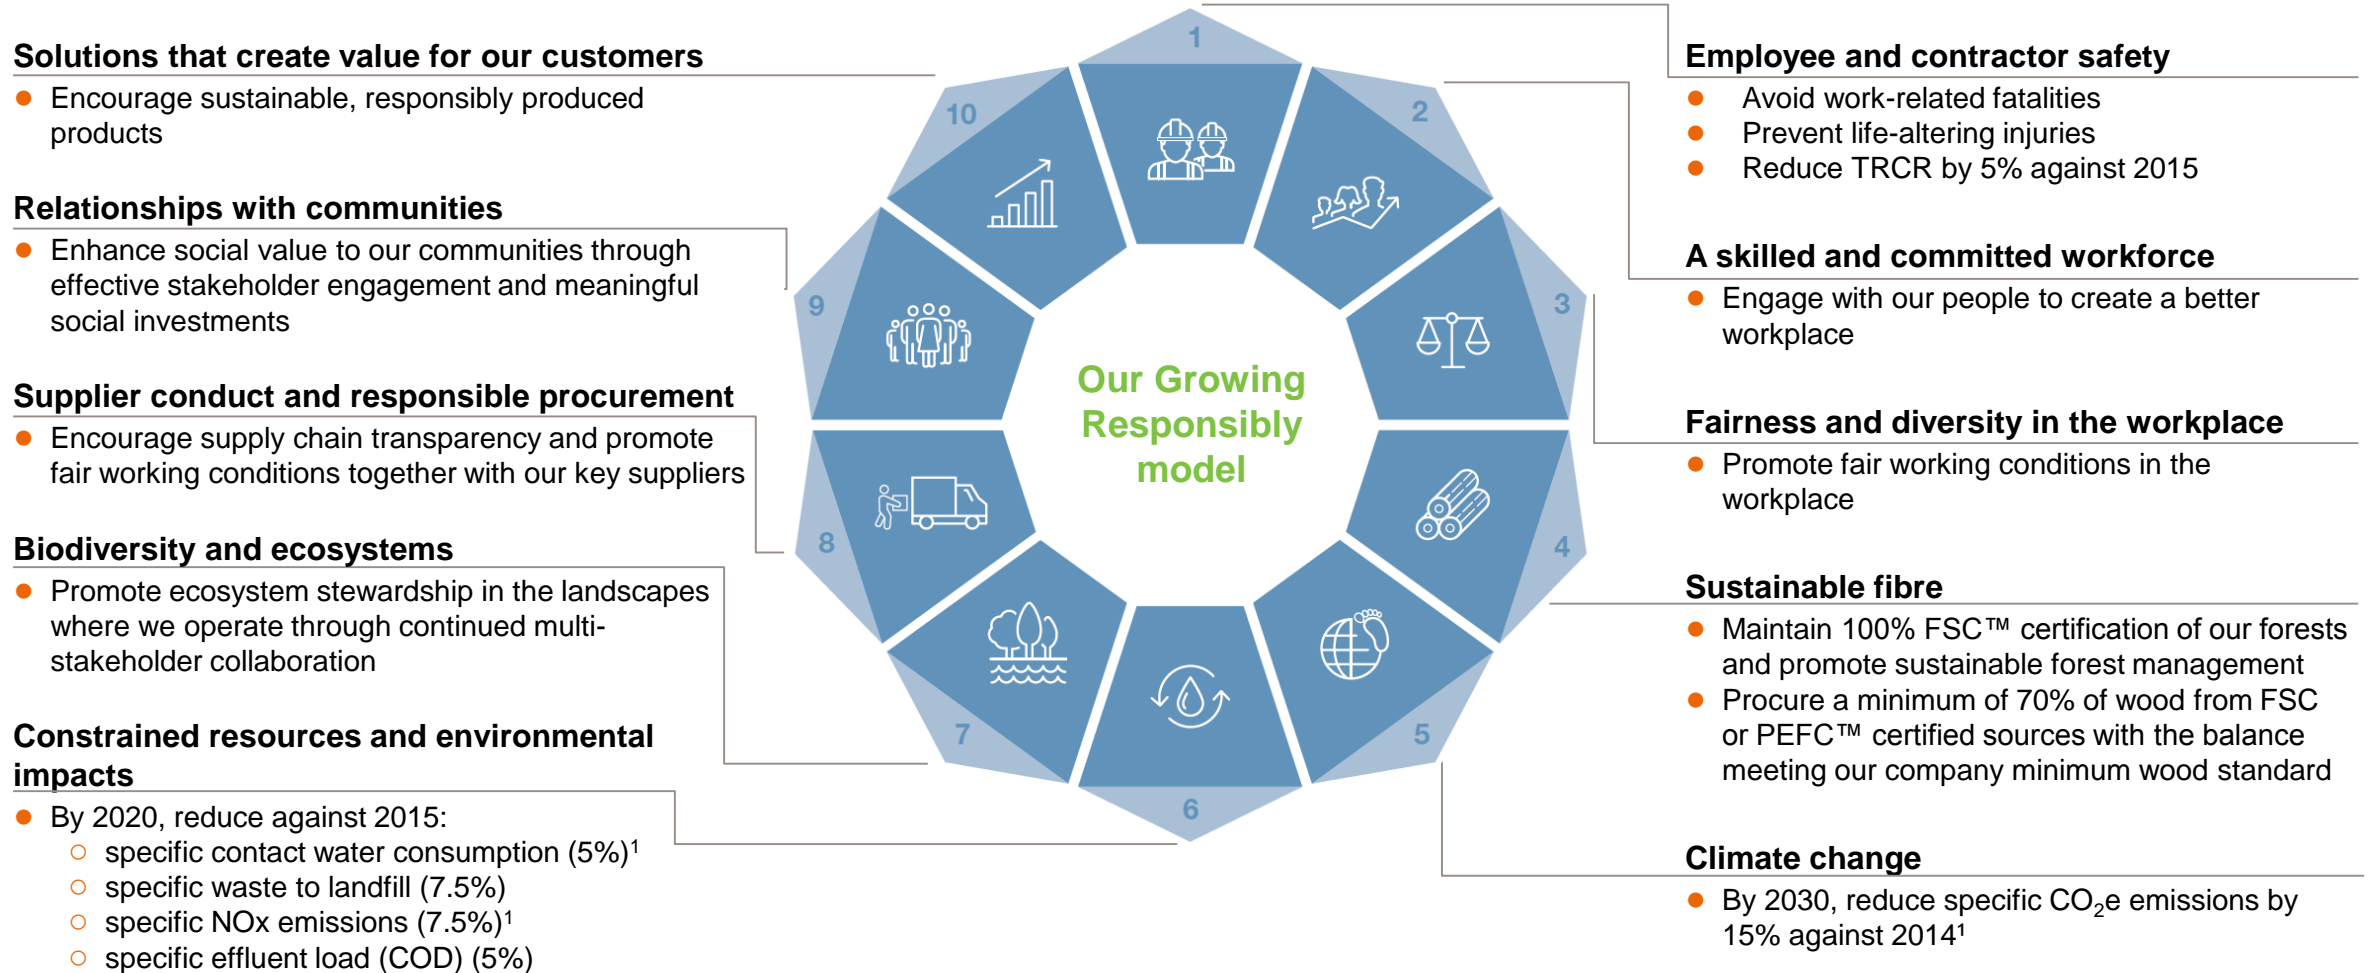 Solutions that create value for our customers
● Encourage sustainable, responsibly produced
products
Relationships with communities
● Enhance social value to our communities through
effective stakeholder engagement and meaningful
social investments
Supplier conduct and responsible procurement
● Encourage supply chain transparency and promote
fair working conditions together with our key suppliers
Biodiversity and ecosystems
● Promote ecosystem stewardship in the landscapes
where we operate through continued multi-
stakeholder collaboration
Constrained resources and environmental
impacts
● By 2020, reduce against 2015:
○ specific contact water consumption (5%)¹
○ specific waste to landfill (7.5%)
○ specific NOx emissions (7.5%)¹
○ specific effluent load (COD) (5%)
1
2
3
4
5
6
7
8
9
10
Our Growing
Responsibly
model
Employee and contractor safety
● Avoid work-related fatalities
● Prevent life-altering injuries
● Reduce TRCR by 5% against 2015
A skilled and committed workforce
● Engage with our people to create a better
workplace
Fairness and diversity in the workplace
● Promote fair working conditions in the
workplace
Sustainable fibre
● Maintain 100% FSC™ certification of our forests
and promote sustainable forest management
● Procure a minimum of 70% of wood from FSC
or PEFC™ certified sources with the balance
meeting our company minimum wood standard
Climate change
● By 2030, reduce specific CO₂e emissions by
15% against 2014¹